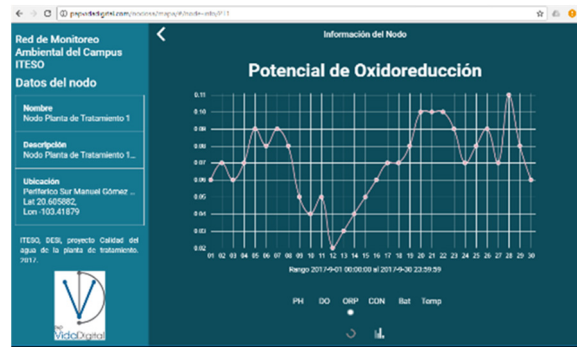 Red de Monitoreo
Ambiental del Campus
ITESO
Datos del nodo
Nombre
Nodo Planta de Tratamiento 1
Descripción
Nodo Planta de Tratamiento 1...
Ubicación
Periferico Sur Manuel Gómez ...
Lat 20.605882,
Lon -103.41879
ITESO, DESI, proyecto Calidad del
agua de la planta de tratamiento.
2017.
VidaDigital
Información del Nodo
Potencial de Oxidoreducción
0.11
0.10
0.09
0.08
0.07
0.06
0.05
0.04
0.03
0.02
01 02 03 04 05 06 07 08 09 10 11 12 13 14 15 16 17 18 19 20 21 22 23 24 25 26 27 28 29 30
Rango 2017-9-01 00:00:00 al 2017-9-30 23:59:59
PH DO ORP CON Bat Temp